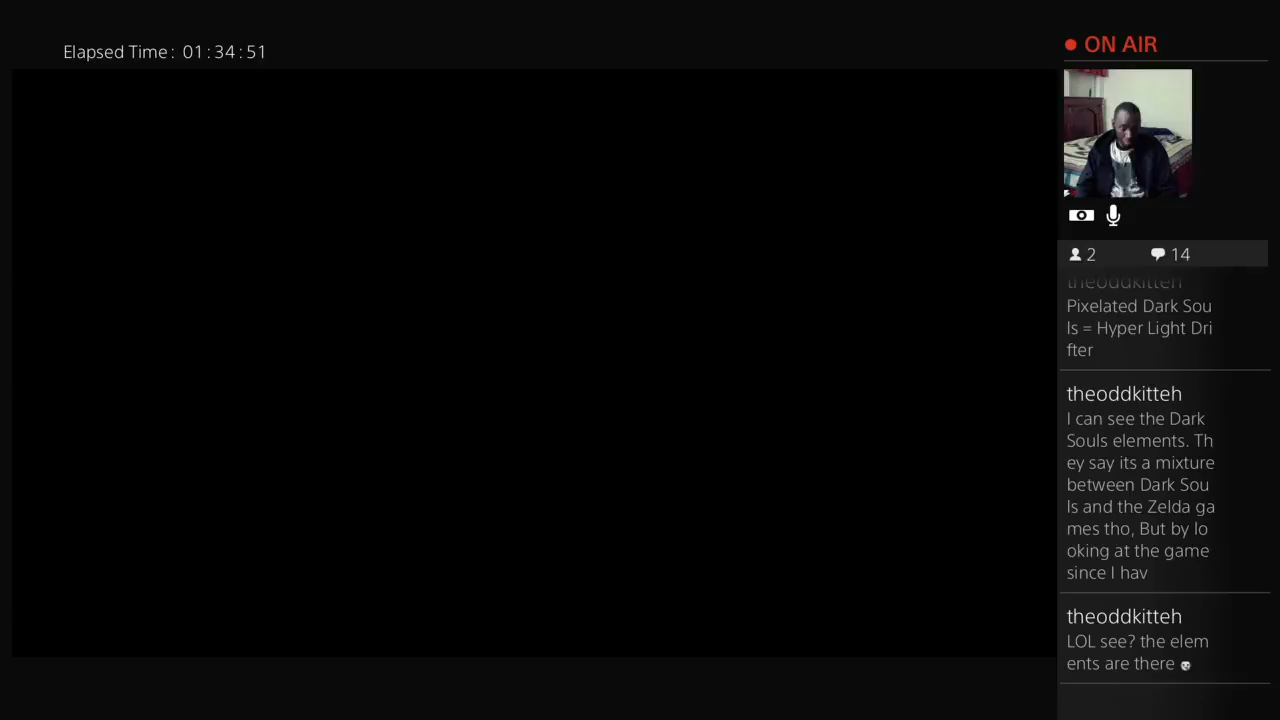 Elapsed Time: 01:34:51
ON AIR
2
14
theoddkitteh
Pixelated Dark Sou
ls = Hyper Light Dri
fter
theoddkitteh
I can see the Dark
Souls elements. Th
ey say its a mixture
between Dark Sou
ls and the Zelda ga
mes tho, But by lo
oking at the game
since I hav
theoddkitteh
LOL see? the elem
ents are there